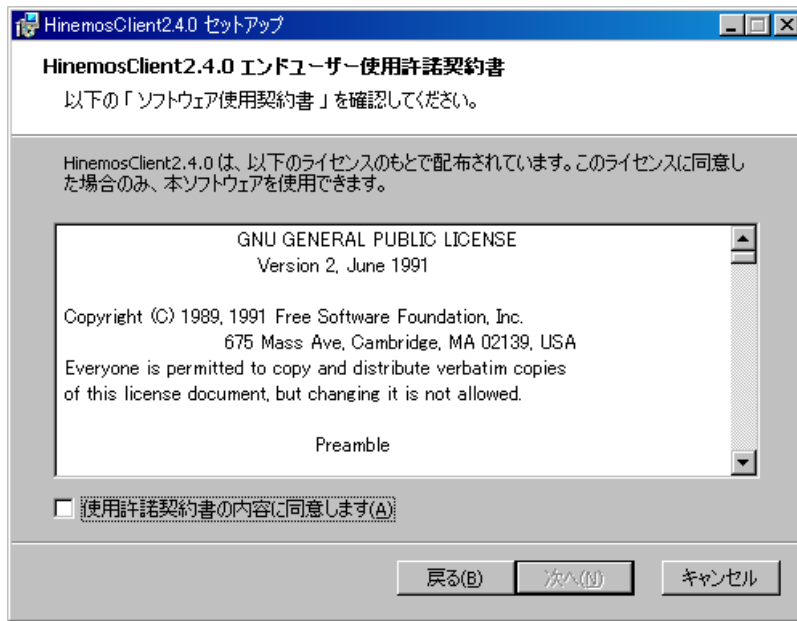 HinemosClient2.4.0 セットアップ
HinemosClient2.4.0 エンドユーザー使用許諾契約書
以下の「 ソフトウェア使用契約書 」を確認してください。
HinemosClient2.4.0 は、以下のライセンスのもとで配布されています。このライセンスに同意し
た場合のみ、本ソフトウェアを使用できます。
GNU GENERAL PUBLIC LICENSE
Version 2, June 1991
Copyright (C) 1989, 1991 Free Software Foundation, Inc.
675 Mass Ave, Cambridge, MA 02139, USA
Everyone is permitted to copy and distribute verbatim copies
of this license document, but changing it is not allowed.
Preamble
使用許諾契約書の内容に同意します(A)
戻る(B) 次へ(N) キャンセル